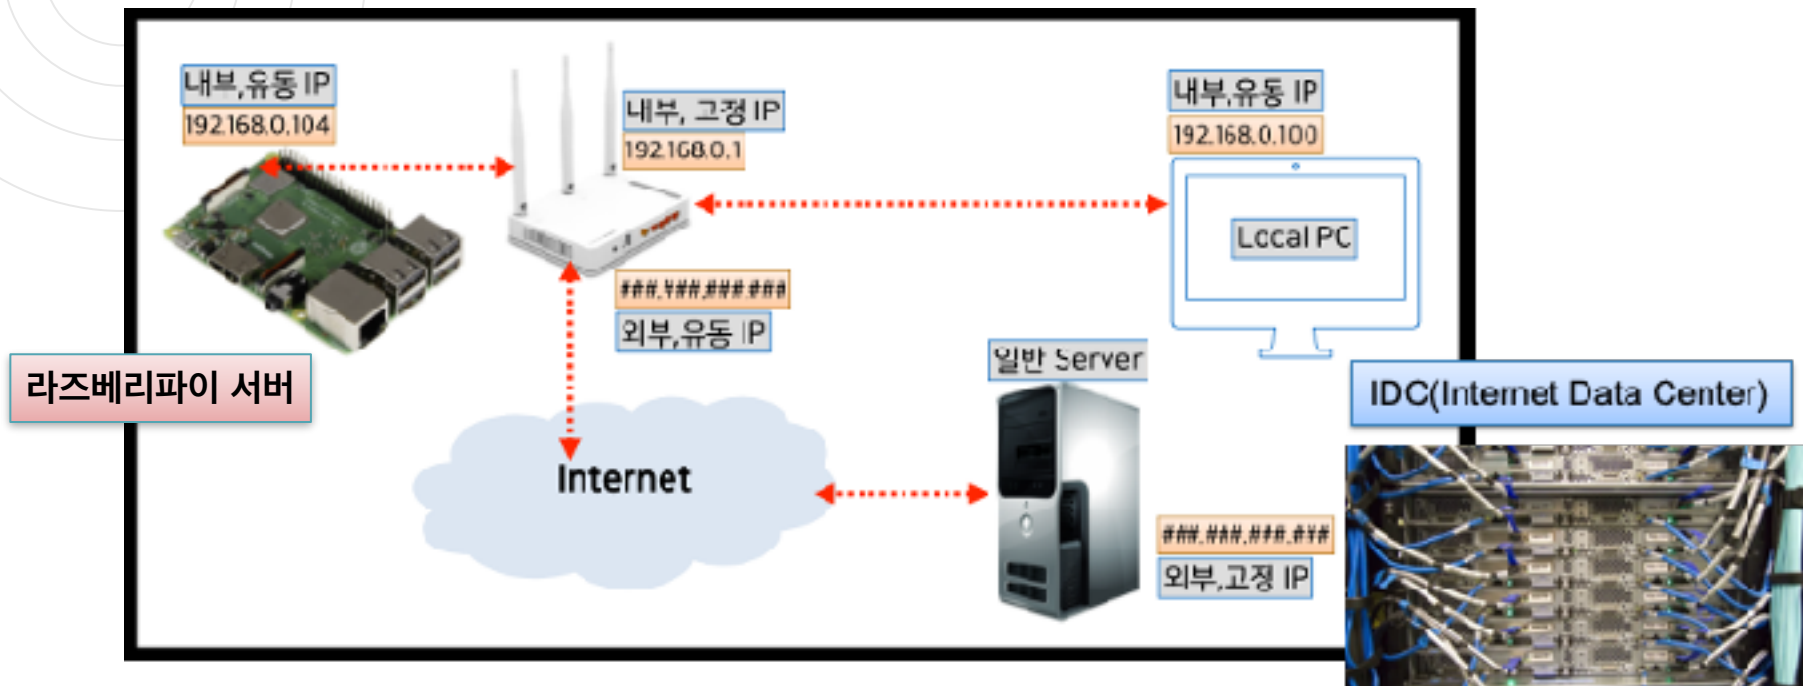 내부,유동 IP
192.168.0.104
내부, 고정 IP
192.168.0.1
내부,유동 IP
192.168.0.100
Local PC
###.###.###.###
외부,유동 IP
라즈베리파이 서버
일반 Server
IDC(Internet Data Center)
Internet
###.###.###.###
외부,고정 IP